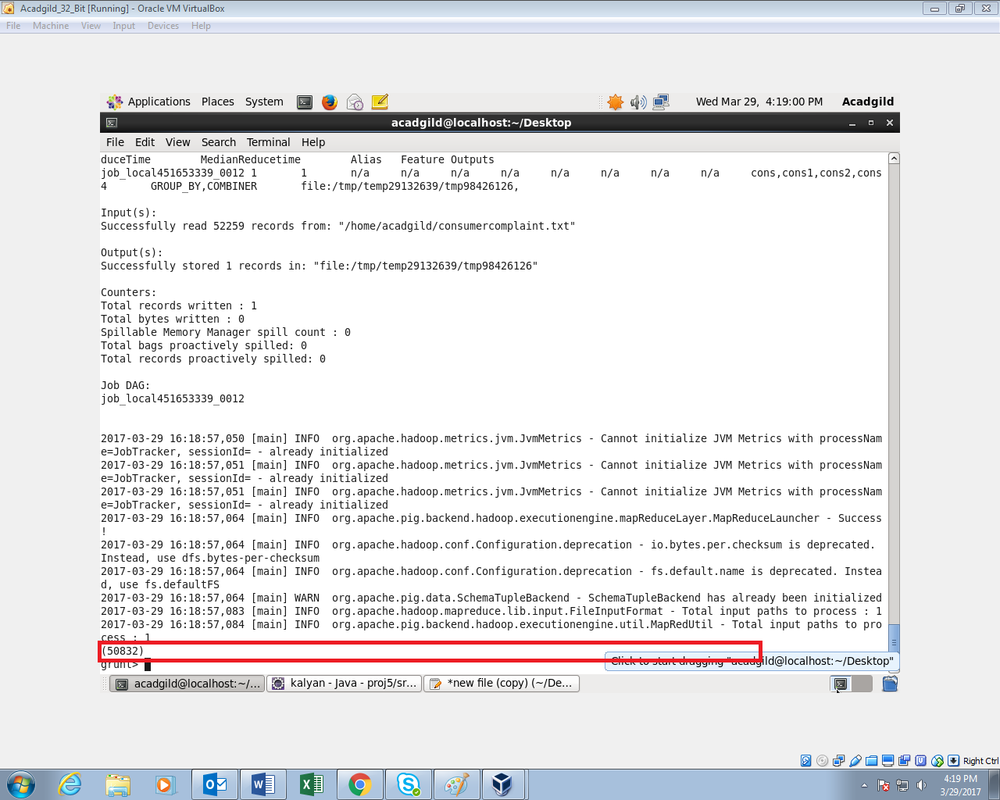 Acadgild_32_Bit [Running] - Oracle VM VirtualBox
File Machine View Input Devices Help
Applications Places System Wed Mar 29, 4:19:00 PM Acadgild
acadgild@localhost:~/Desktop
File Edit View Search Terminal Help
duceTime MedianReducetime Alias Feature Outputs
job_local451653339_0012 1 1 n/a n/a n/a n/a n/a n/a n/a n/a cons,cons1,cons2,cons
4 GROUP_BY,COMBINER file:/tmp/temp29132639/tmp98426126,
Input(s):
Successfully read 52259 records from: "/home/acadgild/consumercomplaint.txt"
Output(s):
Successfully stored 1 records in: "file:/tmp/temp29132639/tmp98426126"
Counters:
Total records written : 1
Total bytes written : 0
Spillable Memory Manager spill count : 0
Total bags proactively spilled: 0
Total records proactively spilled: 0
Job DAG:
job_local451653339_0012
2017-03-29 16:18:57,050 [main] INFO org.apache.hadoop.metrics.jvm.JvmMetrics - Cannot initialize JVM Metrics with processNam
e=JobTracker, sessionId= - already initialized
2017-03-29 16:18:57,051 [main] INFO org.apache.hadoop.metrics.jvm.JvmMetrics - Cannot initialize JVM Metrics with processNam
e=JobTracker, sessionId= - already initialized
2017-03-29 16:18:57,051 [main] INFO org.apache.hadoop.metrics.jvm.JvmMetrics - Cannot initialize JVM Metrics with processNam
e=JobTracker, sessionId= - already initialized
2017-03-29 16:18:57,064 [main] INFO org.apache.pig.backend.hadoop.executionengine.mapReduceLayer.MapReduceLauncher - Success
!
2017-03-29 16:18:57,064 [main] INFO org.apache.hadoop.conf.Configuration.deprecation - io.bytes.per.checksum is deprecated.
Instead, use dfs.bytes-per-checksum
2017-03-29 16:18:57,064 [main] INFO org.apache.hadoop.conf.Configuration.deprecation - fs.default.name is deprecated. Instea
d, use fs.defaultFS
2017-03-29 16:18:57,064 [main] WARN org.apache.pig.data.SchemaTupleBackend - SchemaTupleBackend has already been initialized
2017-03-29 16:18:57,083 [main] INFO org.apache.hadoop.mapreduce.lib.input.FileInputFormat - Total input paths to process : 1
2017-03-29 16:18:57,084 [main] INFO org.apache.pig.backend.hadoop.executionengine.util.MapRedUtil - Total input paths to pro
cess : 1
(50832)
grunt>
Click to start dragging "acadgild@localhost:~/Desktop"
acadgild@localhost:~/... kalyan - Java - proj5/sr... *new file (copy) (~/De...
Right Ctrl
4:19 PM
3/29/2017